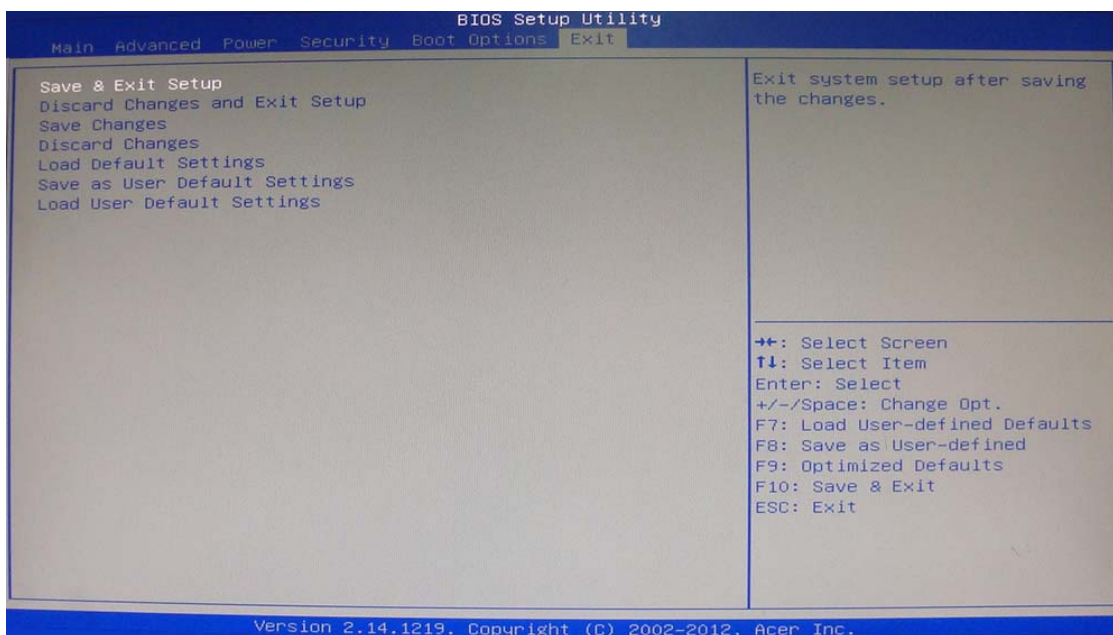 BIOS Setup Utility
Main Advanced Power Security Boot Options Exit
Save & Exit Setup
Discard Changes and Exit Setup
Save Changes
Discard Changes
Load Default Settings
Save as User Default Settings
Load User Default Settings
Exit system setup after saving
the changes.
→←: Select Screen
↑↓: Select Item
Enter: Select
+/-/Space: Change Opt.
F7: Load User-defined Defaults
F8: Save as User-defined
F9: Optimized Defaults
F10: Save & Exit
ESC: Exit
Version 2.14.1219. Copyright (C) 2002-2012, Acer Inc.